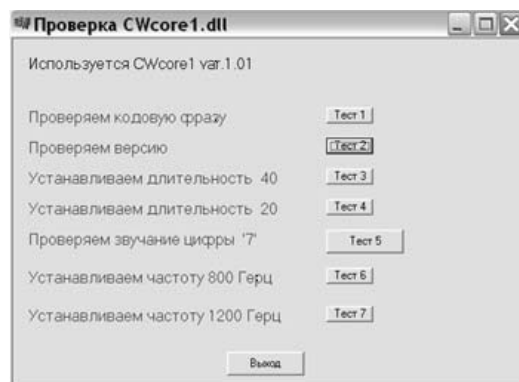 Проверка CWcore1.dll
Используется CWcore1 var.1.01
Проверяем кодовую фразу Тест 1
Проверяем версию Тест 2
Устанавливаем длительность 40 Тест 3
Устанавливаем длительность 20 Тест 4
Проверяем звучание цифры '7' Тест 5
Устанавливаем частоту 800 Герц Тест 6
Устанавливаем частоту 1200 Герц Тест 7
Выход